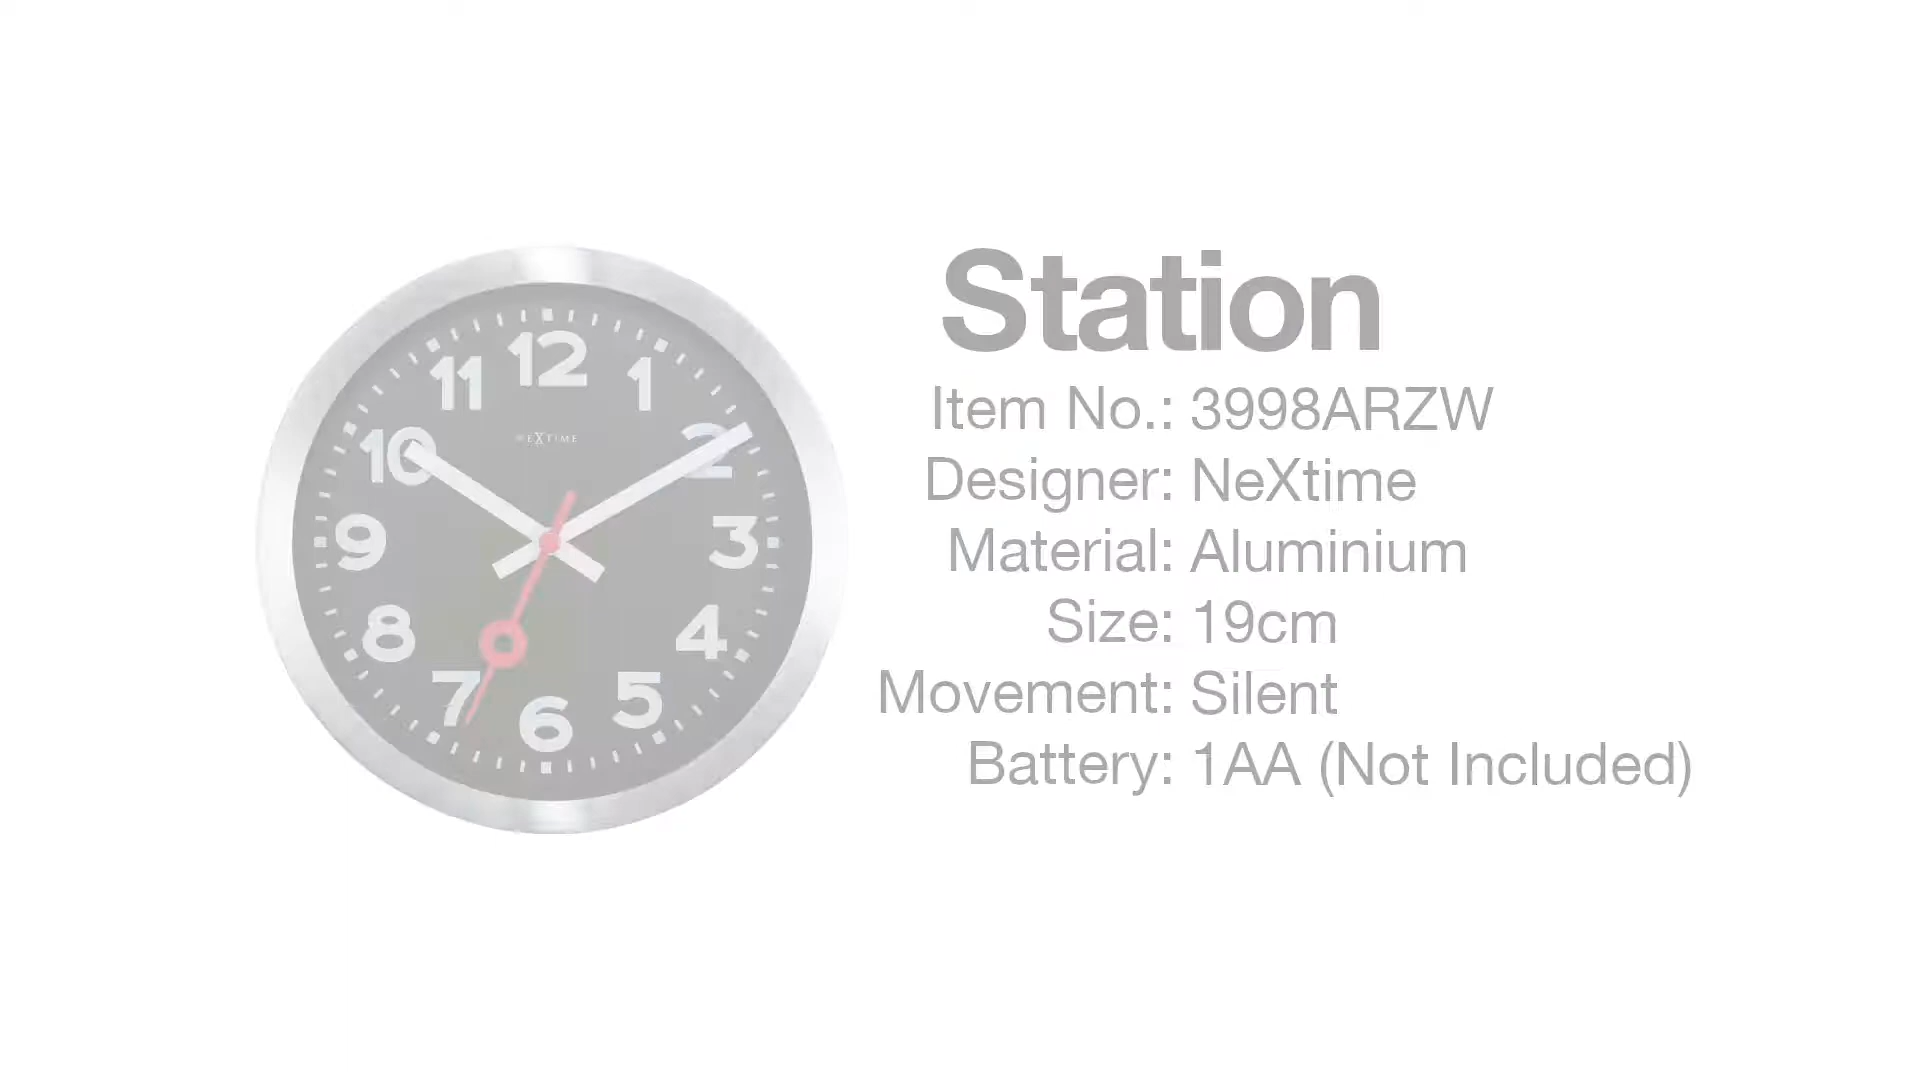 12
11
1
10
2
NEXTIME
9
3
8
4
7
5
6
Station
Item No.: 3998ARZW
Designer: NeXtime
Material: Aluminium
Size: 19cm
Movement: Silent
Battery: 1AA (Not Included)